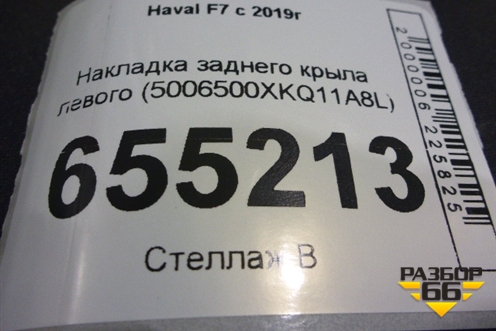 Haval F7 с 2019г
Накладка заднего крыла
левого (5006500XKQ11A8L)
655213
Стеллаж В
2000006225825
РАЗБОР
66